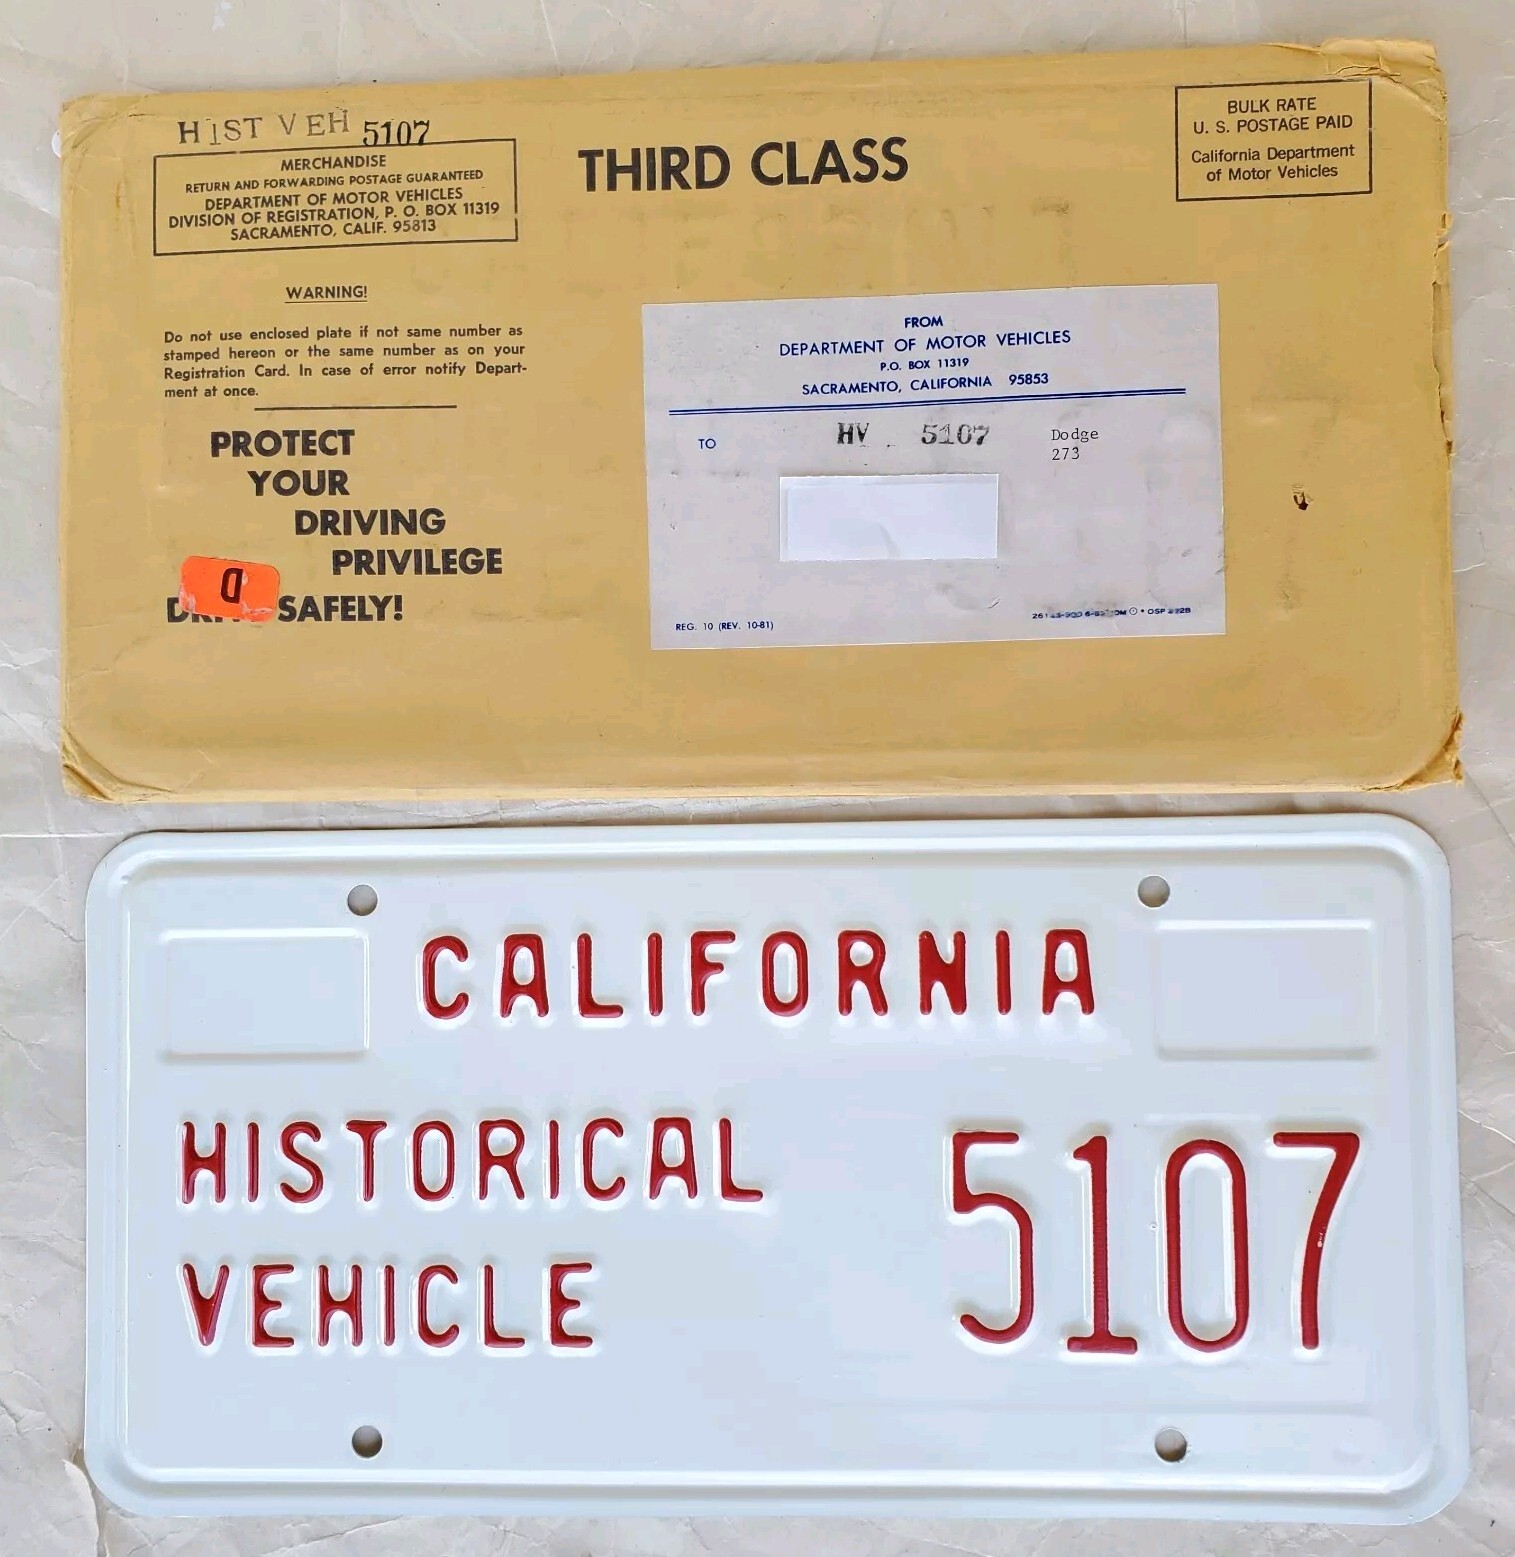 HIST VEH 5107
MERCHANDISE
RETURN AND FORWARDING POSTAGE GUARANTEED
DEPARTMENT OF MOTOR VEHICLES
DIVISION OF REGISTRATION, P. O. BOX 11319
SACRAMENTO, CALIF. 95813
THIRD CLASS
BULK RATE
U. S. POSTAGE PAID
California Department
of Motor Vehicles
WARNING!
Do not use enclosed plate if not same number as
stamped hereon or the same number as on your
Registration Card. In case of error notify Depart-
ment at once.
PROTECT
YOUR
DRIVING
PRIVILEGE
D
SAFELY!
FROM
DEPARTMENT OF MOTOR VEHICLES
P.O. BOX 11319
SACRAMENTO, CALIFORNIA 95853
TO HV 5107 Dodge
273
REG. 10 (REV. 10-81)
OSP
CALIFORNIA
HISTORICAL
VEHICLE
5107